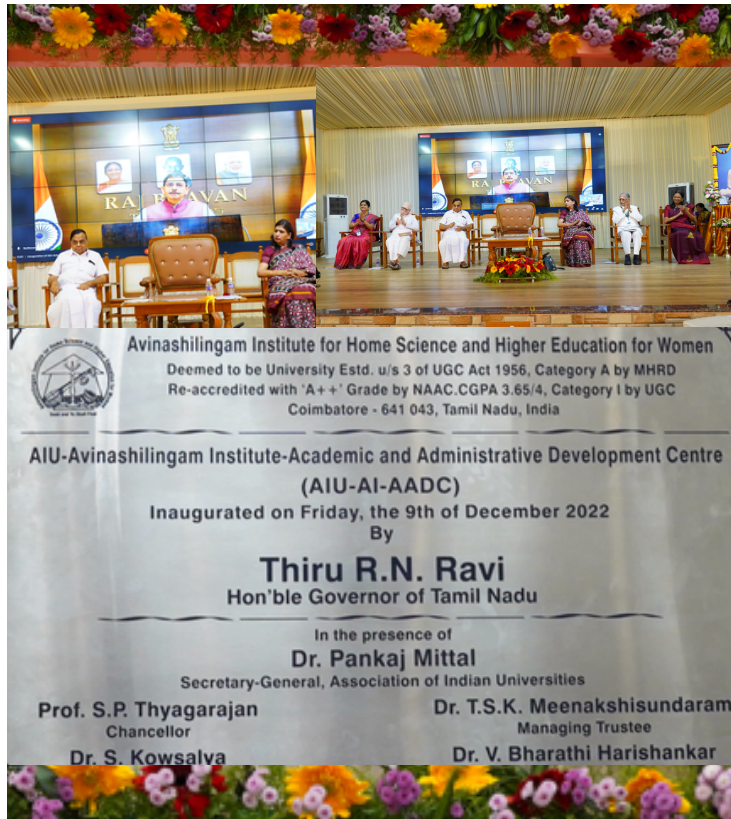 RAJ BHAVAN
RAJ BHAVAN
Avinashilingam Institute for Home Science and Higher Education for Women
Deemed to be University Estd. u/s 3 of UGC Act 1956, Category A by MHRD
Re-accredited with 'A++' Grade by NAAC.CGPA 3.65/4, Category I by UGC
Coimbatore - 641 043, Tamil Nadu, India
AIU-Avinashilingam Institute-Academic and Administrative Development Centre
(AIU-AI-AADC)
Inaugurated on Friday, the 9th of December 2022
By
Thiru R.N. Ravi
Hon'ble Governor of Tamil Nadu
In the presence of
Dr. Pankaj Mittal
Secretary-General, Association of Indian Universities
Prof. S.P. Thyagarajan Dr. T.S.K. Meenakshisundaram
Chancellor Managing Trustee
Dr. S. Kowsalya Dr. V. Bharathi Harishankar